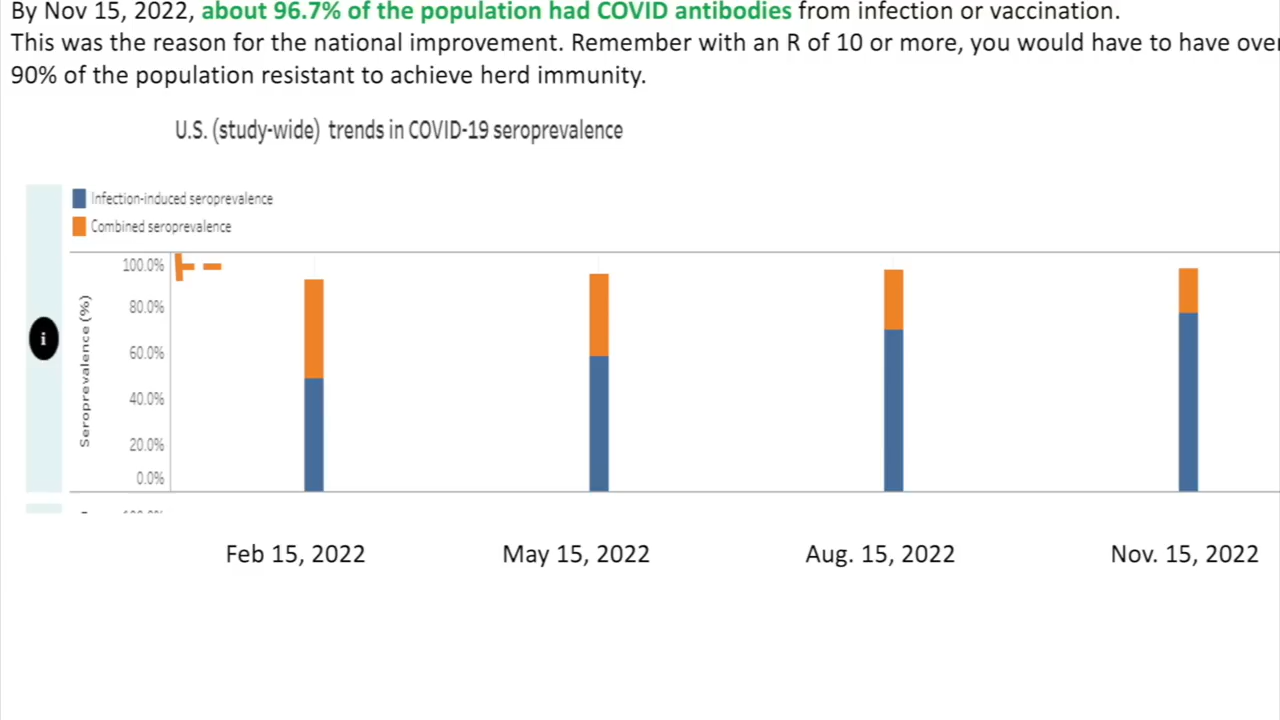 By Nov 15, 2022, about 96.7% of the population had COVID antibodies from infection or vaccination.
This was the reason for the national improvement. Remember with an R of 10 or more, you would have to have over
90% of the population resistant to achieve herd immunity.
U.S. (study-wide) trends in COVID-19 seroprevalence
Infection-induced seroprevalence
Combined seroprevalence
Seroprevalence (%)
100.0%
80.0%
60.0%
40.0%
20.0%
0.0%
i
Feb 15, 2022
May 15, 2022
Aug. 15, 2022
Nov. 15, 2022